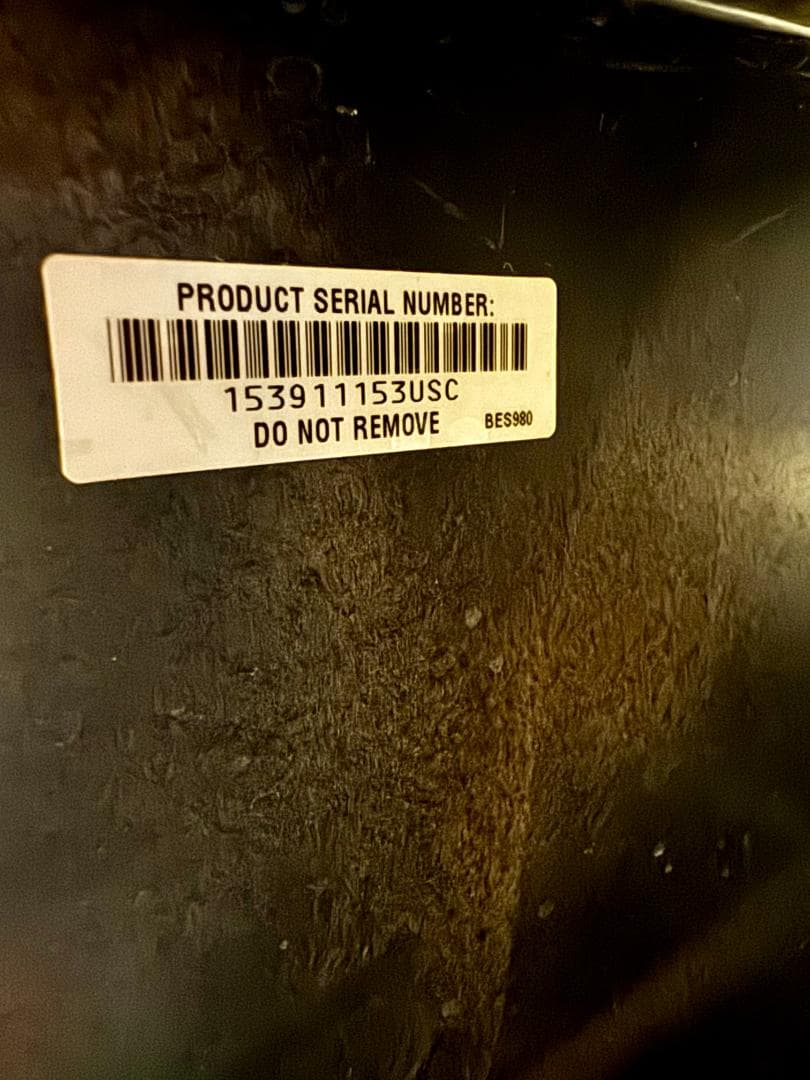 PRODUCT SERIAL NUMBER:
153911153USC
DO NOT REMOVE BES980